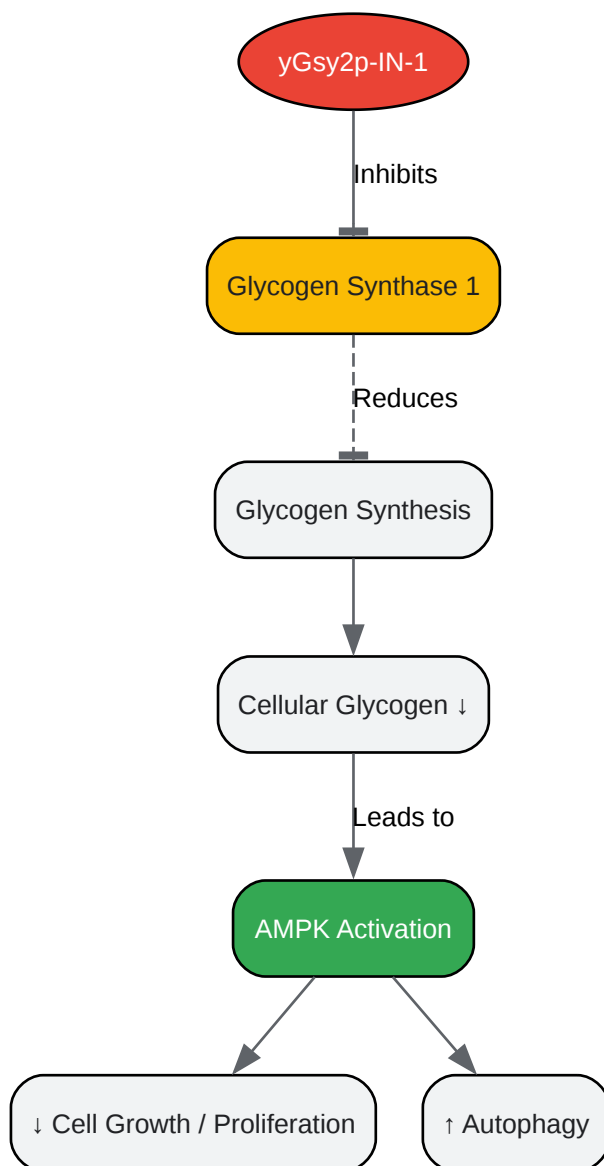 yGsy2p-IN-1
Inhibits
Glycogen Synthase 1
Reduces
Glycogen Synthesis
Cellular Glycogen ↓
Leads to
AMPK Activation
↓ Cell Growth / Proliferation
↑ Autophagy